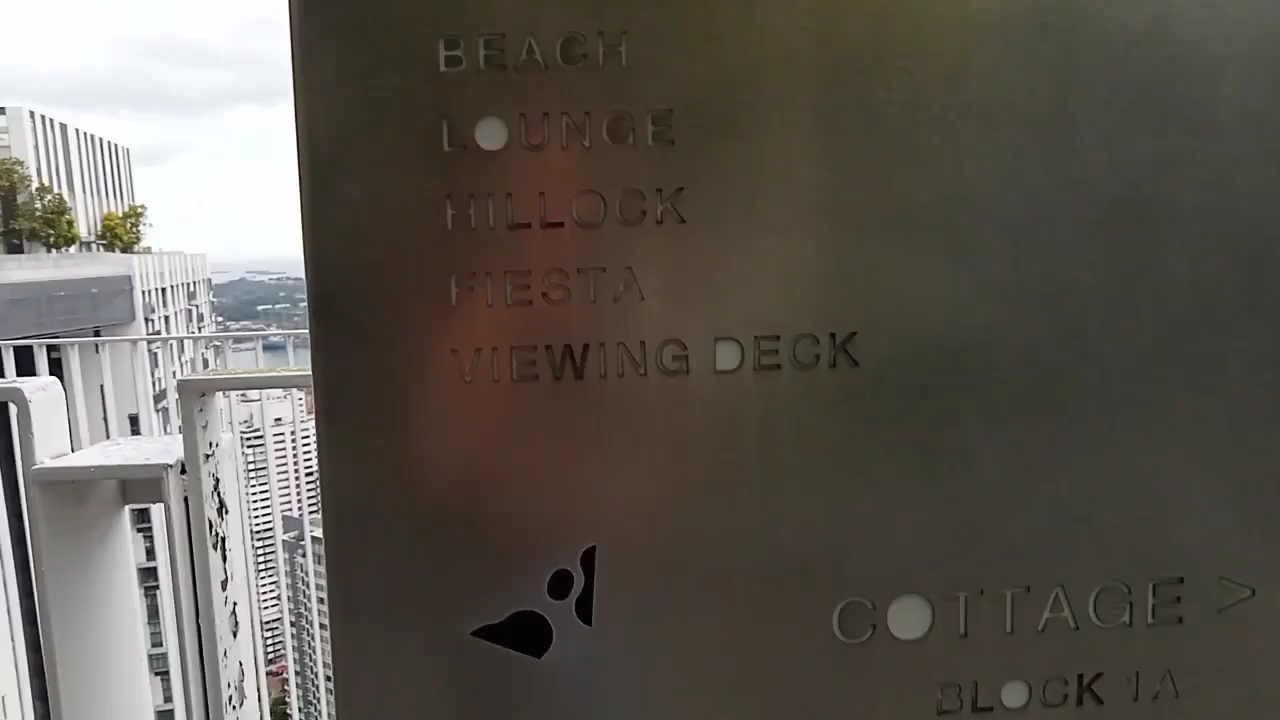 BEACH
LOUNGE
HILLOCK
FIESTA
VIEWING DECK
COTTAGE >
BLOCK 1A